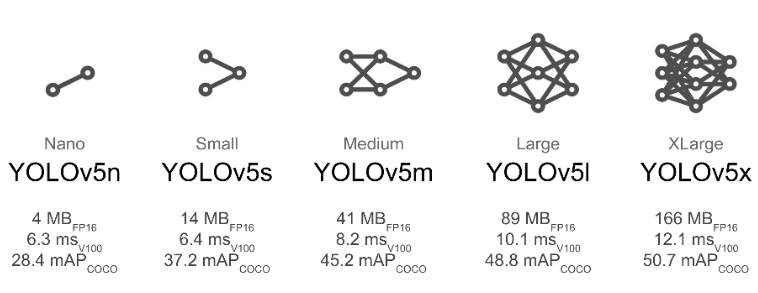 Nano Small Medium Large XLarge
YOLOv5n YOLOv5s YOLOv5m YOLOv5l YOLOv5x
4 MB FP16 14 MB FP16 41 MB FP16 89 MB FP16 166 MB FP16
6.3 ms V100 6.4 ms V100 8.2 ms V100 10.1 ms V100 12.1 ms V100
28.4 mAP COCO 37.2 mAP COCO 45.2 mAP COCO 48.8 mAP COCO 50.7 mAP COCO